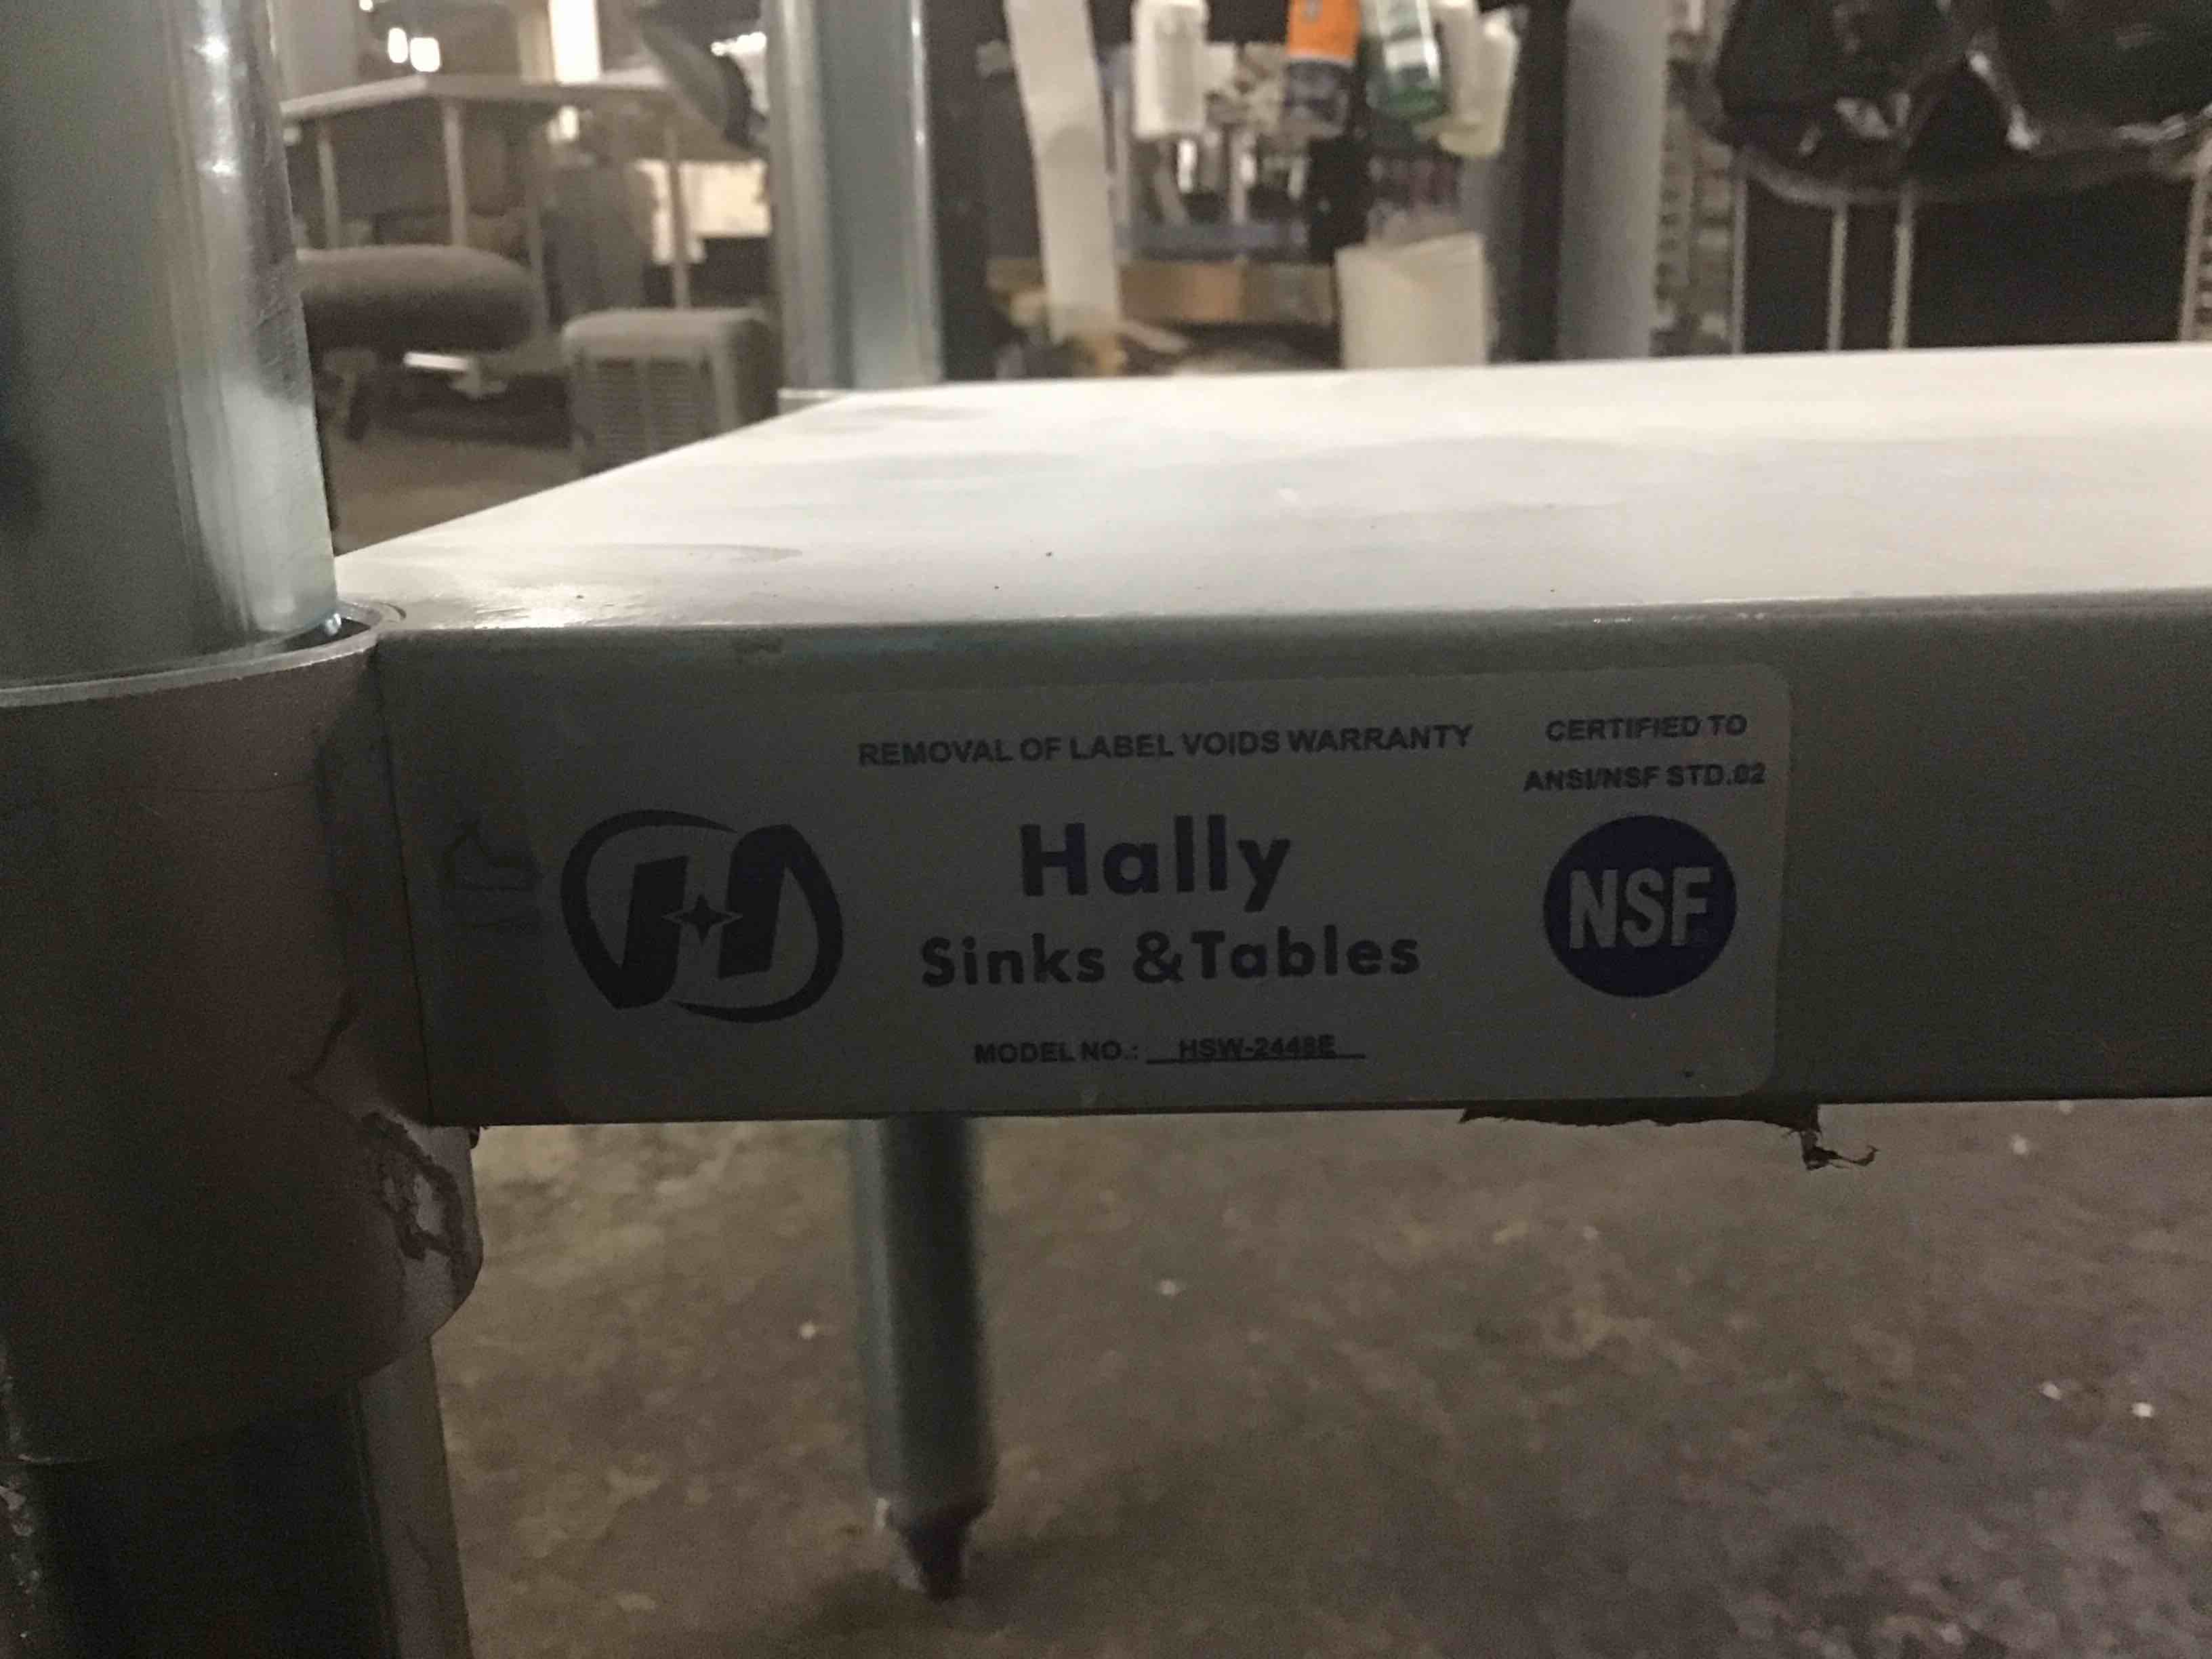 REMOVAL OF LABEL VOIDS WARRANTY
CERTIFIED TO
ANSI/NSF STD.02
Hally
Sinks &Tables
NSF
MODEL NO.: HSW-2448E